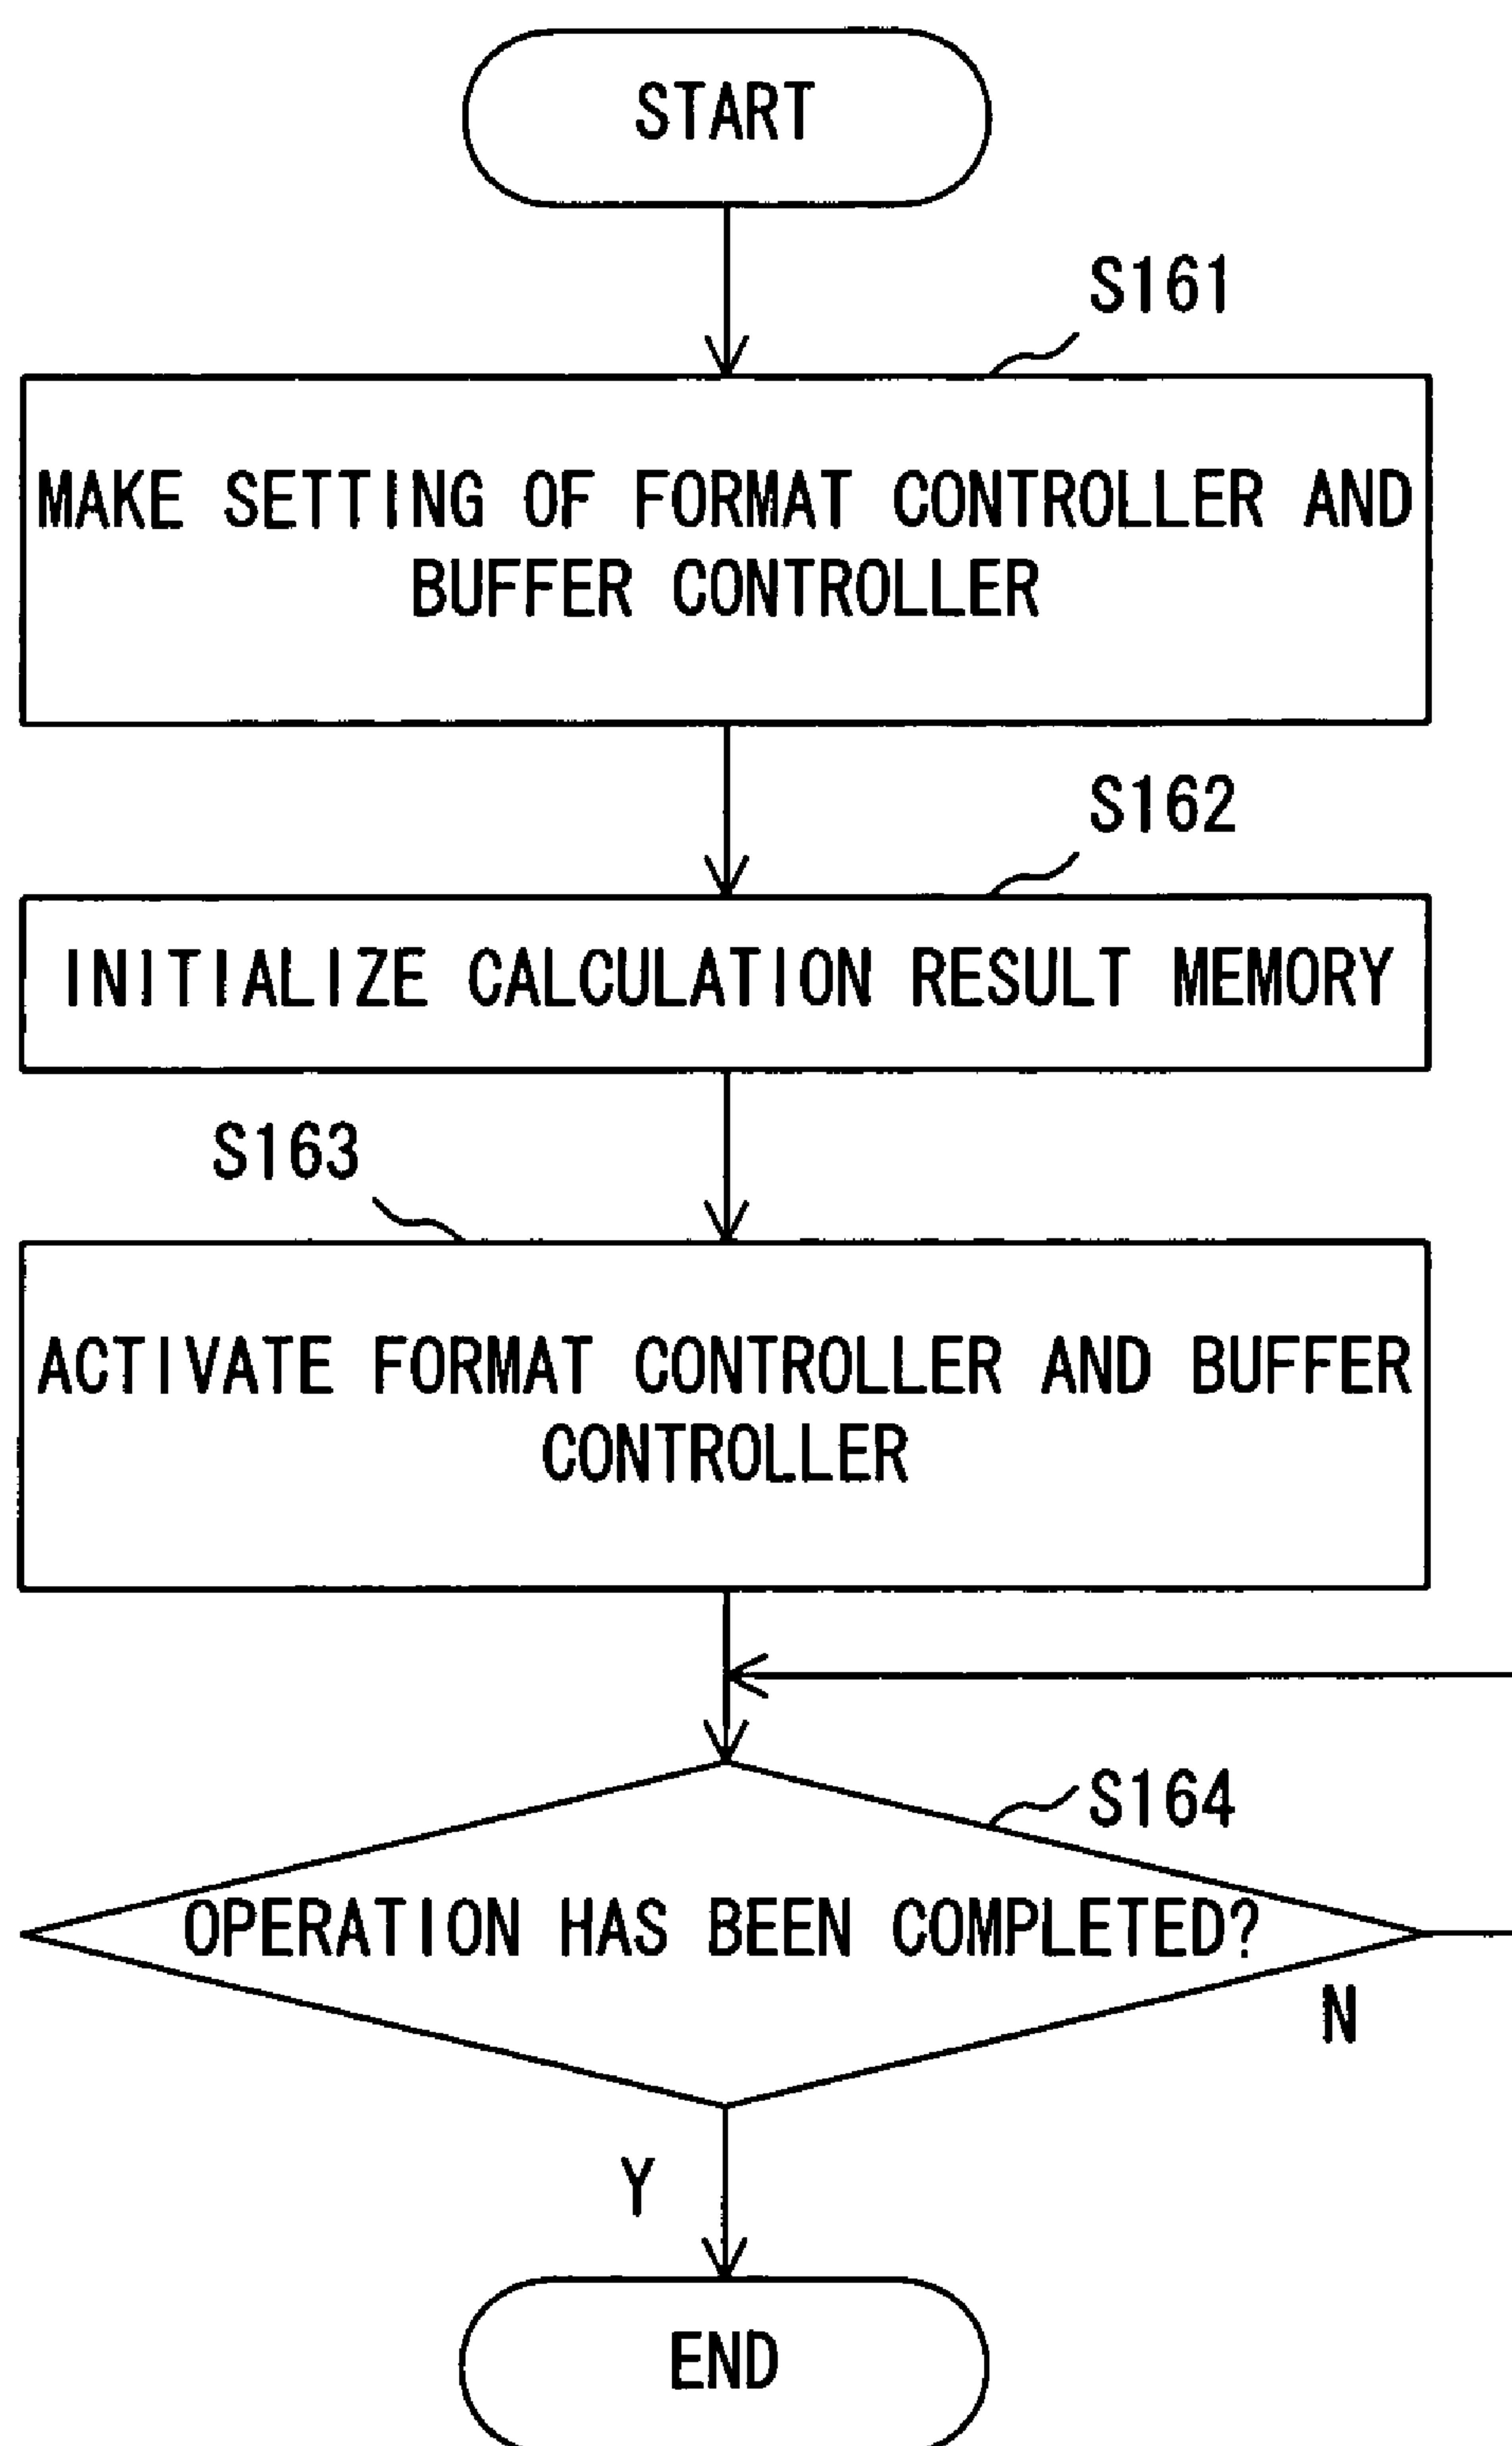 START
S161
MAKE SETTING OF FORMAT CONTROLLER AND
BUFFER CONTROLLER
S162
INITIALIZE CALCULATION RESULT MEMORY
S163
ACTIVATE FORMAT CONTROLLER AND BUFFER
CONTROLLER
S164
OPERATION HAS BEEN COMPLETED?
N
Y
END